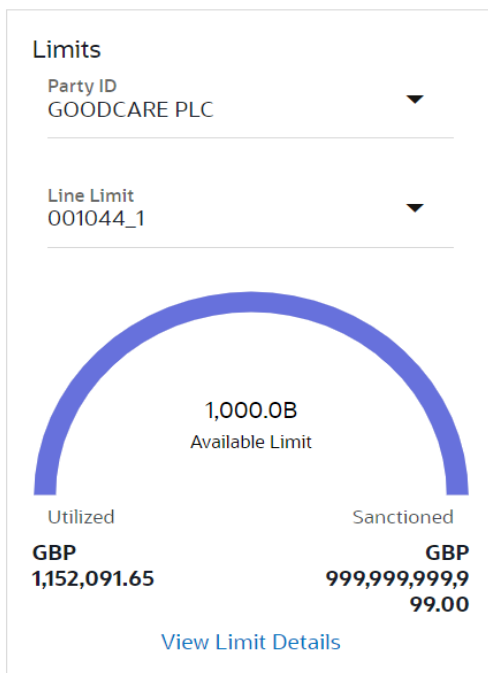 Limits
Party ID
GOODCARE PLC
Line Limit
001044_1
1,000.0B
Available Limit
Utilized Sanctioned
GBP GBP
1,152,091.65 999,999,999,9
99.00
View Limit Details